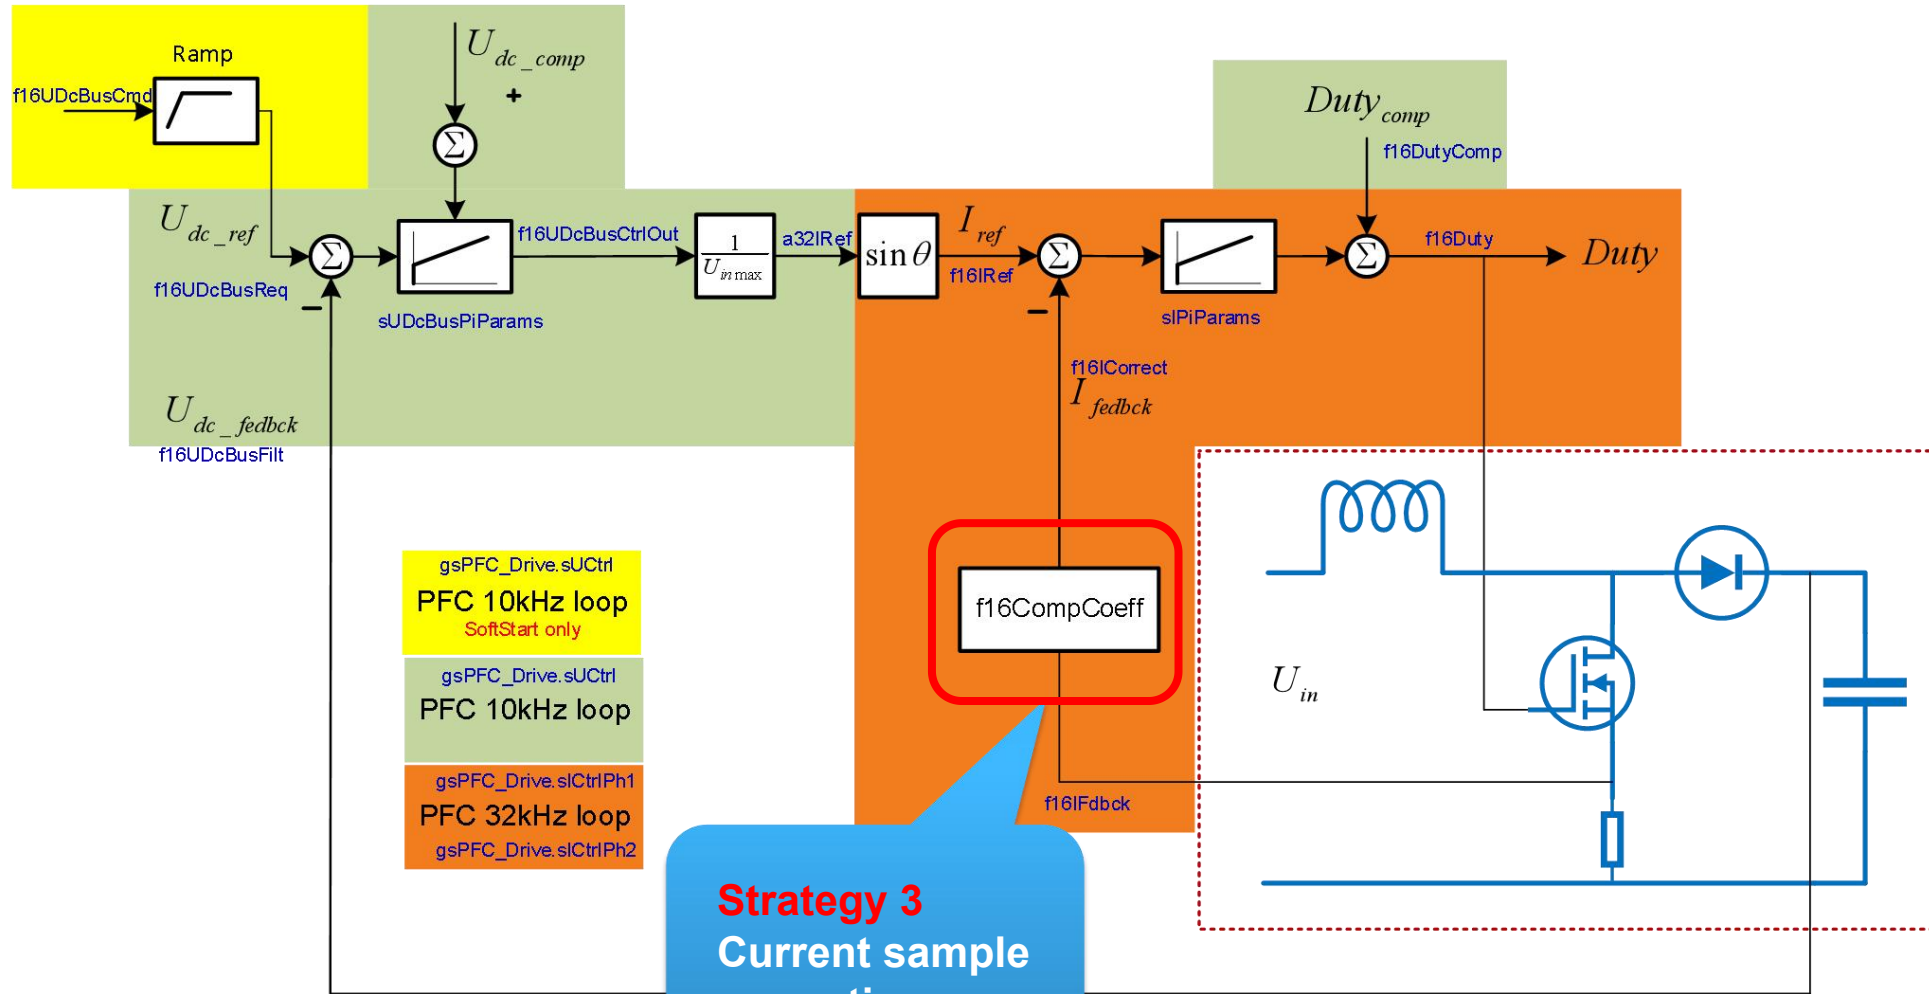 Ramp
f16UDcBusCmd
U dc_comp
+
Σ
Duty comp
f16DutyComp
U dc_ref
f16UDcBusReq
Σ
−
sUDcBusPiParams
f16UDcBusCtrlOut
1
U in max
a32IRef
sin θ
I ref
f16IRef
Σ
−
sIPiParams
Σ
f16Duty
Duty
f16ICorrect
I fedbck
U dc_fedbck
f16UDcBusFilt
gsPFC_Drive.sUCtrl
PFC 10kHz loop
SoftStart only
gsPFC_Drive.sUCtrl
PFC 10kHz loop
gsPFC_Drive.sICtrlPh1
PFC 32kHz loop
gsPFC_Drive.sICtrlPh2
f16CompCoeff
f16IFdbck
U in
Strategy 3
Current sample